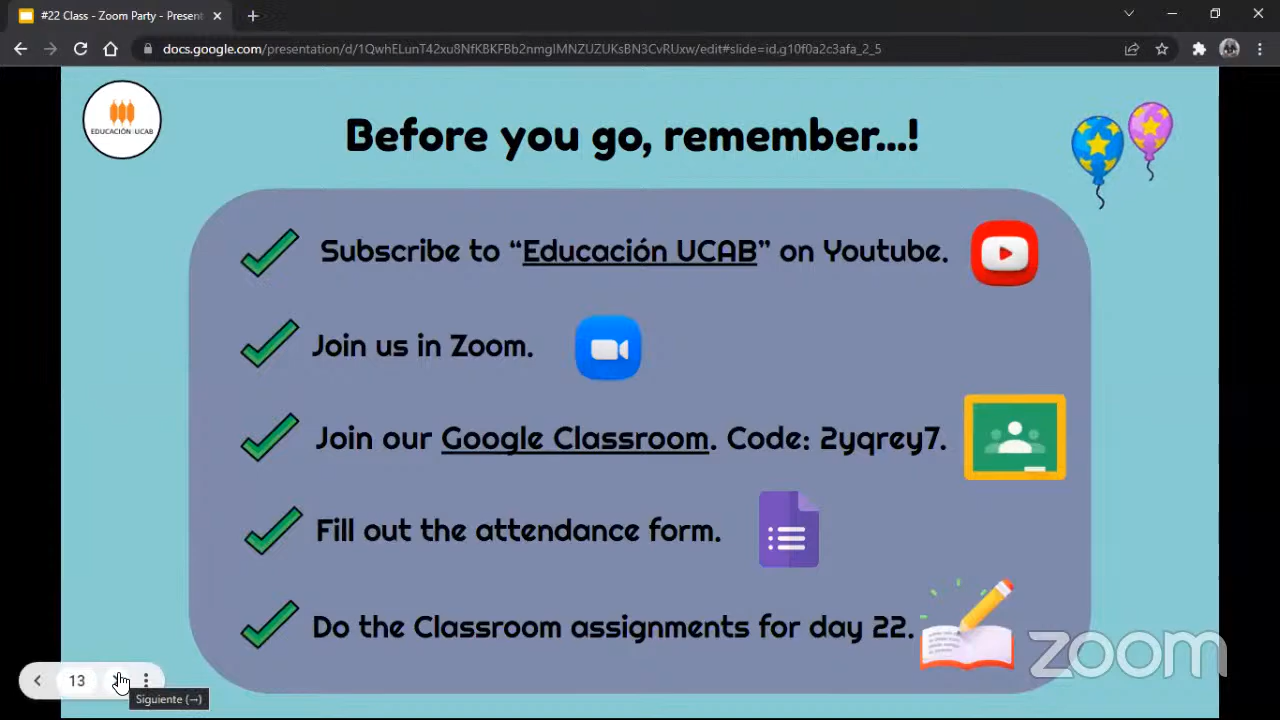 #22 Class - Zoom Party - Present
docs.google.com/presentation/d/1QwhELunT42xu8NfKBKFBb2nmgIMNZUZUKsBN3CvRUxw/edit#slide=id.g10f0a2c3afa_2_5
EDUCACIÓN UCAB
Before you go, remember...!
Subscribe to “Educación UCAB” on Youtube.
Join us in Zoom.
Join our Google Classroom. Code: 2yqrey7.
Fill out the attendance form.
Do the Classroom assignments for day 22.
zoom
13
Siguiente (→)